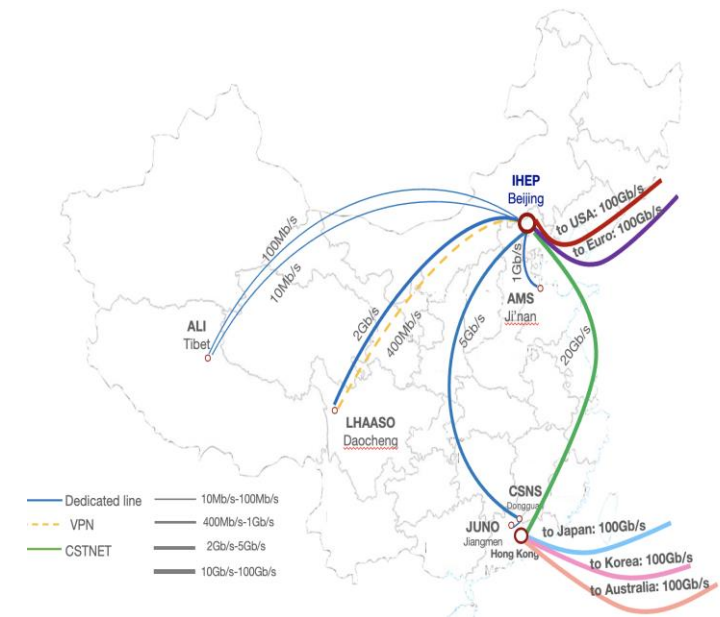 IHEP
Beijing
to USA: 100Gb/s
to Euro: 100Gb/s
100Mb/s
10Mb/s
1Gb/s
AMS
Ji'nan
2Gb/s
400Mb/s
5Gb/s
20Gb/s
ALI
Tibet
LHAASO
Daocheng
CSNS
Dongguan
JUNO
Jiangmen
Hong Kong
to Japan: 100Gb/s
to Korea: 100Gb/s
to Australia: 100Gb/s
Dedicated line
VPN
CSTNET
10Mb/s-100Mb/s
400Mb/s-1Gb/s
2Gb/s-5Gb/s
10Gb/s-100Gb/s